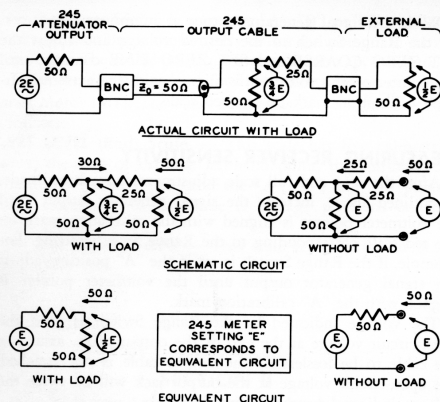 245
ATTENUATOR
OUTPUT
245
OUTPUT CABLE
EXTERNAL
LOAD
50Ω
2E
BNC
Z₀ = 50Ω
50Ω
25Ω
¾E
BNC
50Ω
½E
ACTUAL CIRCUIT WITH LOAD
30Ω
50Ω
50Ω
25Ω
2E
50Ω
¾E
50Ω
½E
WITH LOAD
25Ω
50Ω
50Ω
25Ω
2E
50Ω
E
E
WITHOUT LOAD
SCHEMATIC CIRCUIT
50Ω
50Ω
E
50Ω
½E
WITH LOAD
245 METER
SETTING "E"
CORRESPONDS TO
EQUIVALENT CIRCUIT
50Ω
50Ω
E
E
WITHOUT LOAD
EQUIVALENT CIRCUIT